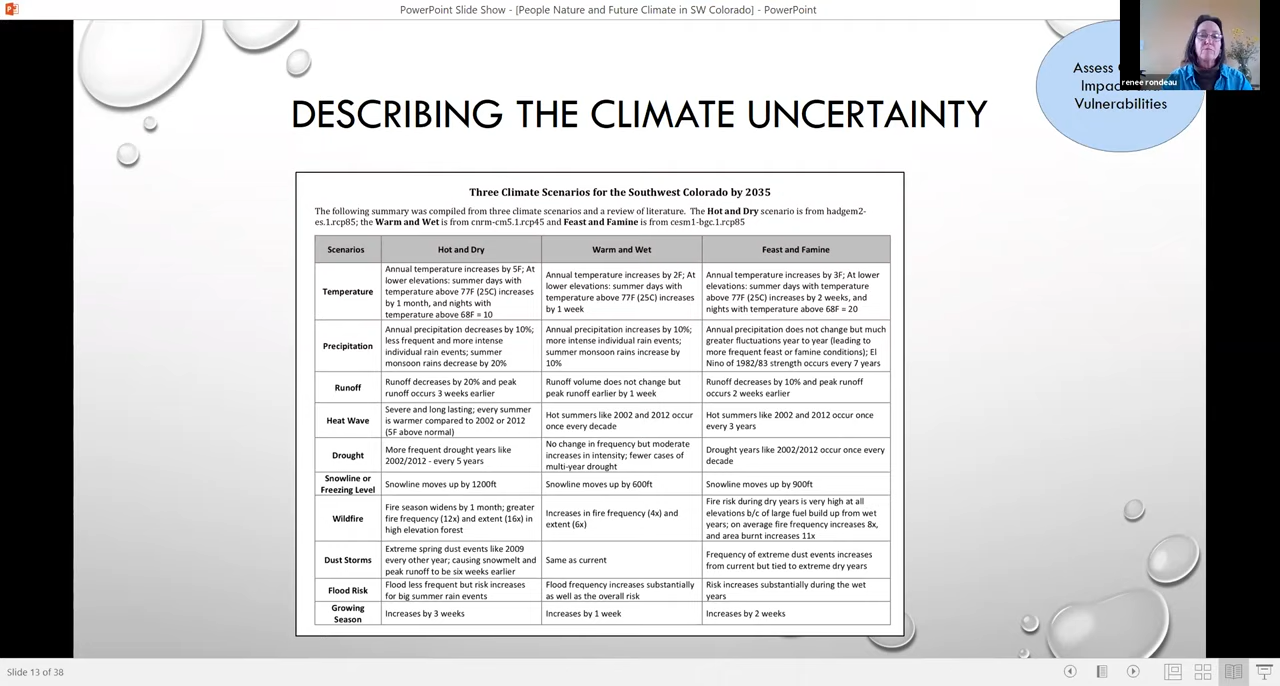 PowerPoint Slide Show - [People Nature and Future Climate in SW Colorado] - PowerPoint
renee rondeau
Assess
Impac
Vulnerabilities
DESCRIBING THE CLIMATE UNCERTAINTY
Three Climate Scenarios for the Southwest Colorado by 2035
The following summary was compiled from three climate scenarios and a review of literature. The Hot and Dry scenario is from hadgem2-
es.1.rcp85; the Warm and Wet is from cnrm-cm5.1.rcp45 and Feast and Famine is from cesm1-bgc.1.rcp85
Scenarios Hot and Dry Warm and Wet Feast and Famine
Temperature
Annual temperature increases by 5F; At
lower elevations: summer days with
temperature above 77F (25C) increases
by 1 month, and nights with
temperature above 68F = 10
Annual temperature increases by 2F; At
lower elevations: summer days with
temperature above 77F (25C) increases
by 1 week
Annual temperature increases by 3F; At lower
elevations: summer days with temperature
above 77F (25C) increases by 2 weeks, and
nights with temperature above 68F = 20
Precipitation
Annual precipitation decreases by 10%;
less frequent and more intense
individual rain events; summer
monsoon rains decrease by 20%
Annual precipitation increases by 10%;
more intense individual rain events;
summer monsoon rains increase by
10%
Annual precipitation does not change but much
greater fluctuations year to year (leading to
more frequent feast or famine conditions); El
Nino of 1982/83 strength occurs every 7 years
Runoff
Runoff decreases by 20% and peak
runoff occurs 3 weeks earlier
Runoff volume does not change but
peak runoff earlier by 1 week
Runoff decreases by 10% and peak runoff
occurs 2 weeks earlier
Heat Wave
Severe and long lasting; every summer
is warmer compared to 2002 or 2012
(5F above normal)
Hot summers like 2002 and 2012 occur
once every decade
Hot summers like 2002 and 2012 occur once
every 3 years
Drought
More frequent drought years like
2002/2012 - every 5 years
No change in frequency but moderate
increases in intensity; fewer cases of
multi-year drought
Drought years like 2002/2012 occur once every
decade
Snowline or
Freezing Level
Snowline moves up by 1200ft
Snowline moves up by 600ft
Snowline moves up by 900ft
Wildfire
Fire season widens by 1 month; greater
fire frequency (12x) and extent (16x) in
high elevation forest
Increases in fire frequency (4x) and
extent (6x)
Fire risk during dry years is very high at all
elevations b/c of large fuel build up from wet
years; on average fire frequency increases 8x,
and area burnt increases 11x
Dust Storms
Extreme spring dust events like 2009
every other year; causing snowmelt and
peak runoff to be six weeks earlier
Same as current
Frequency of extreme dust events increases
from current but tied to extreme dry years
Flood Risk
Flood less frequent but risk increases
for big summer rain events
Flood frequency increases substantially
as well as the overall risk
Risk increases substantially during the wet
years
Growing
Season
Increases by 3 weeks
Increases by 1 week
Increases by 2 weeks
Slide 13 of 38